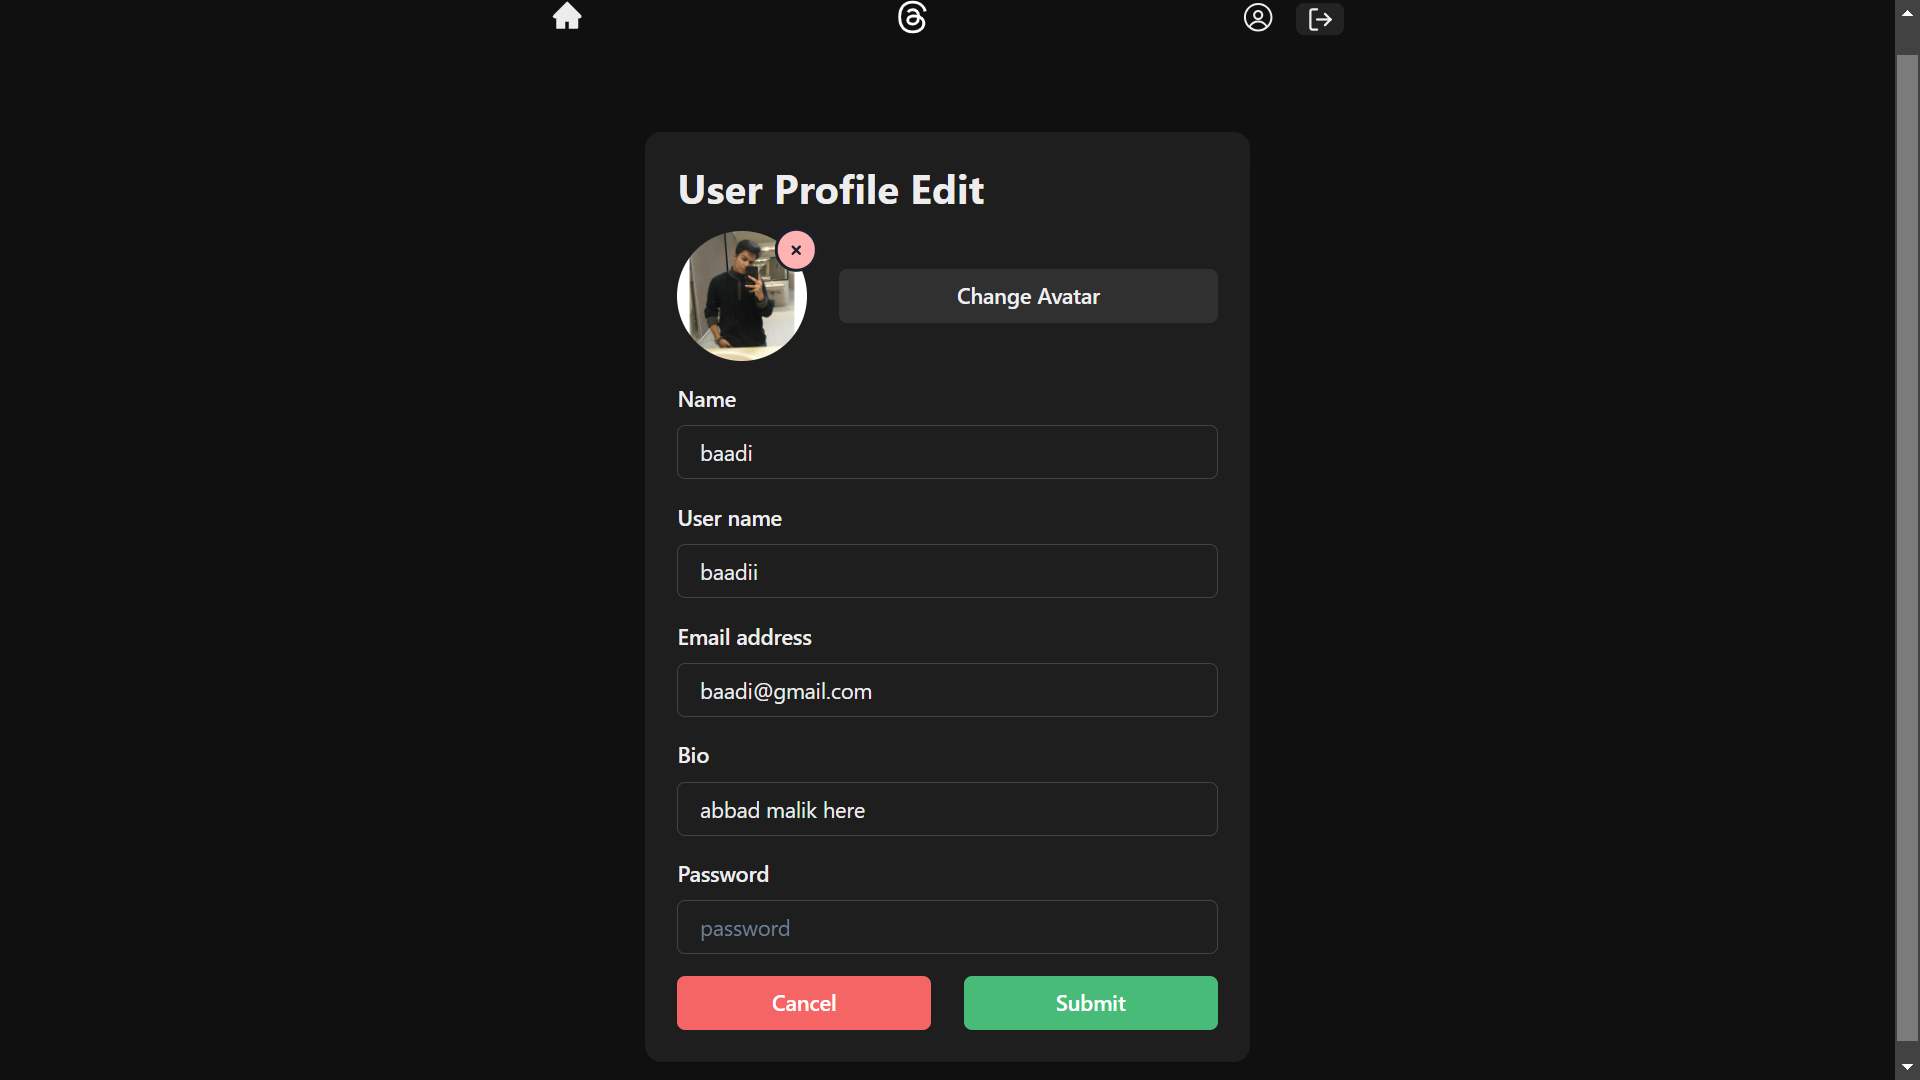 User Profile Edit
Change Avatar
Name
baadi
User name
baadii
Email address
baadi@gmail.com
Bio
abbad malik here
Password
password
Cancel
Submit